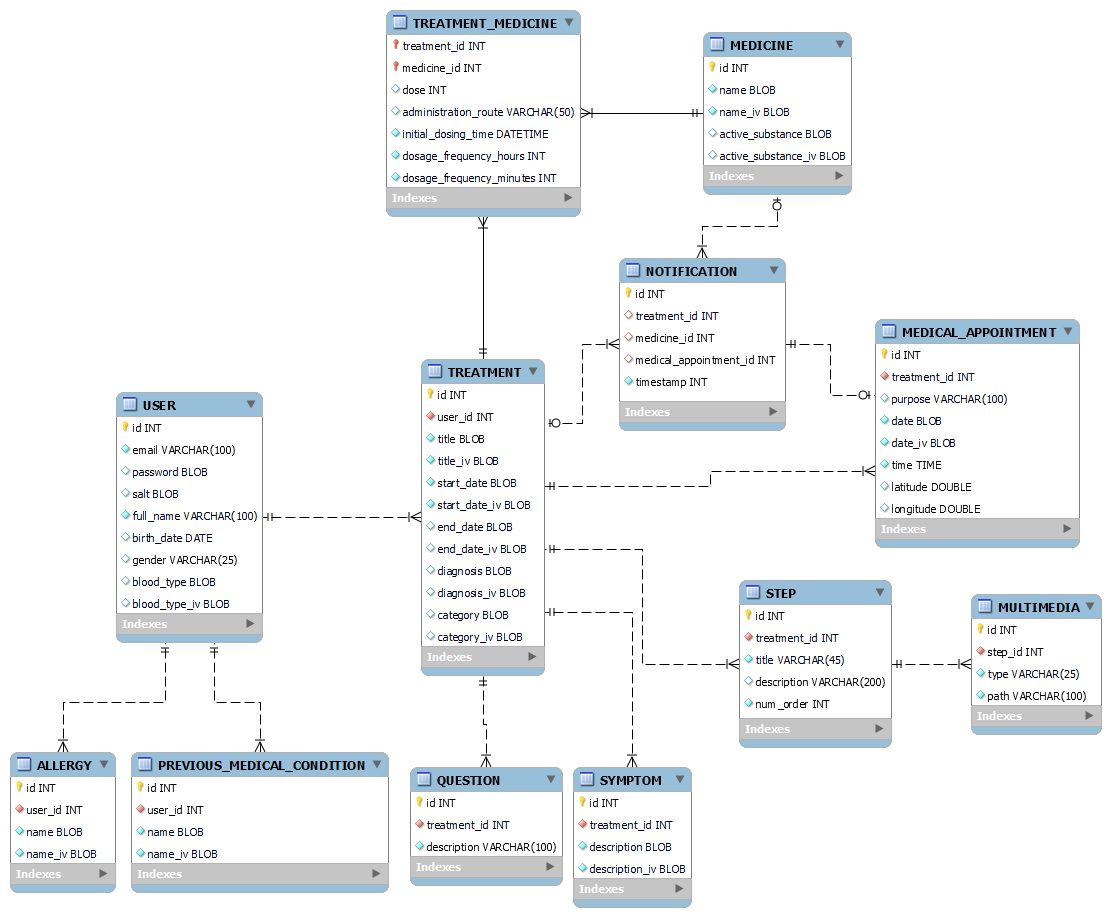 TREATMENT_MEDICINE
treatment_id INT
medicine_id INT
dose INT
administration_route VARCHAR(50)
initial_dosing_time DATETIME
dosage_frequency_hours INT
dosage_frequency_minutes INT
Indexes
MEDICINE
id INT
name BLOB
name_iv BLOB
active_substance BLOB
active_substance_iv BLOB
Indexes
NOTIFICATION
id INT
treatment_id INT
medicine_id INT
medical_appointment_id INT
timestamp INT
Indexes
MEDICAL_APPOINTMENT
id INT
treatment_id INT
purpose VARCHAR(100)
date BLOB
date_iv BLOB
time TIME
latitude DOUBLE
longitude DOUBLE
Indexes
TREATMENT
id INT
user_id INT
title BLOB
title_iv BLOB
start_date BLOB
start_date_iv BLOB
end_date BLOB
end_date_iv BLOB
diagnosis BLOB
diagnosis_iv BLOB
category BLOB
category_iv BLOB
Indexes
USER
id INT
email VARCHAR(100)
password BLOB
salt BLOB
full_name VARCHAR(100)
birth_date DATE
gender VARCHAR(25)
blood_type BLOB
blood_type_iv BLOB
Indexes
STEP
id INT
treatment_id INT
title VARCHAR(45)
description VARCHAR(200)
num_order INT
Indexes
MULTIMEDIA
id INT
step_id INT
type VARCHAR(25)
path VARCHAR(100)
Indexes
ALLERGY
id INT
user_id INT
name BLOB
name_iv BLOB
Indexes
PREVIOUS_MEDICAL_CONDITION
id INT
user_id INT
name BLOB
name_iv BLOB
Indexes
QUESTION
id INT
treatment_id INT
description VARCHAR(100)
Indexes
SYMPTOM
id INT
treatment_id INT
description BLOB
description_iv BLOB
Indexes